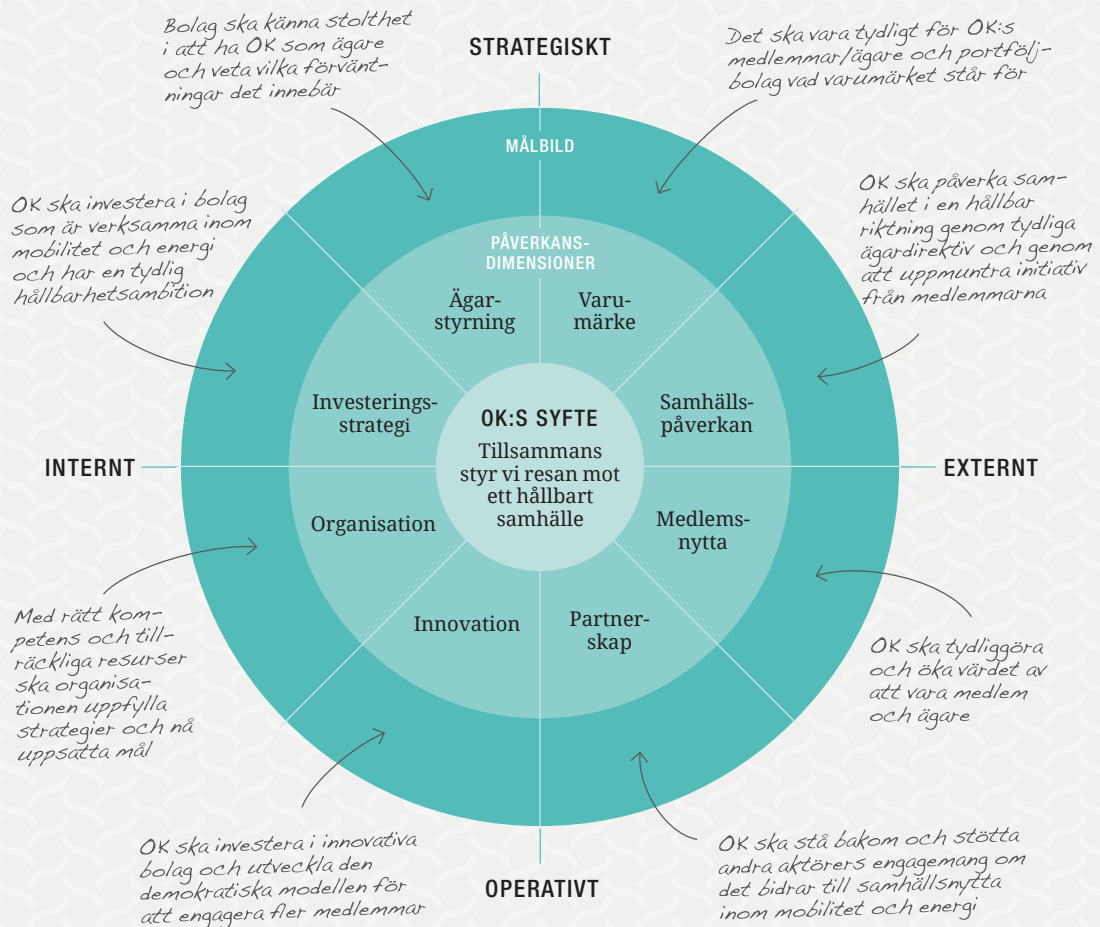 Bolag ska känna stolthet
i att ha OK som ägare
och veta vilka förvänt-
ningar det innebär
STRATEGISKT
Det ska vara tydligt för OK:s
medlemmar/ägare och portfölj-
bolag vad varumärket står för
MÅLBILD
OK ska investera i bolag
som är verksamma inom
mobilitet och energi
och har en tydlig
hållbarhetsambition
OK ska påverka sam-
hället i en hållbar
riktning genom tydliga
ägardirektiv och genom
att uppmuntra initiativ
från medlemmarna
PÅVERKANS-
DIMENSIONER
Ägar-
styrning
Varu-
märke
Investerings-
strategi
OK:S SYFTE
Tillsammans
styr vi resan mot
ett hållbart
samhälle
Samhälls-
påverkan
INTERNT
EXTERNT
Organisation
Medlems-
nytta
Innovation
Partner-
skap
Med rätt kom-
petens och till-
räckliga resurser
ska organisa-
tionen uppfylla
strategier och nå
uppsatta mål
OK ska tydliggöra
och öka värdet av
att vara medlem
och ägare
OK ska investera i innovativa
bolag och utveckla den
demokratiska modellen för
att engagera fler medlemmar
OPERATIVT
OK ska stå bakom och stötta
andra aktörers engagemang om
det bidrar till samhällsnytta
inom mobilitet och energi